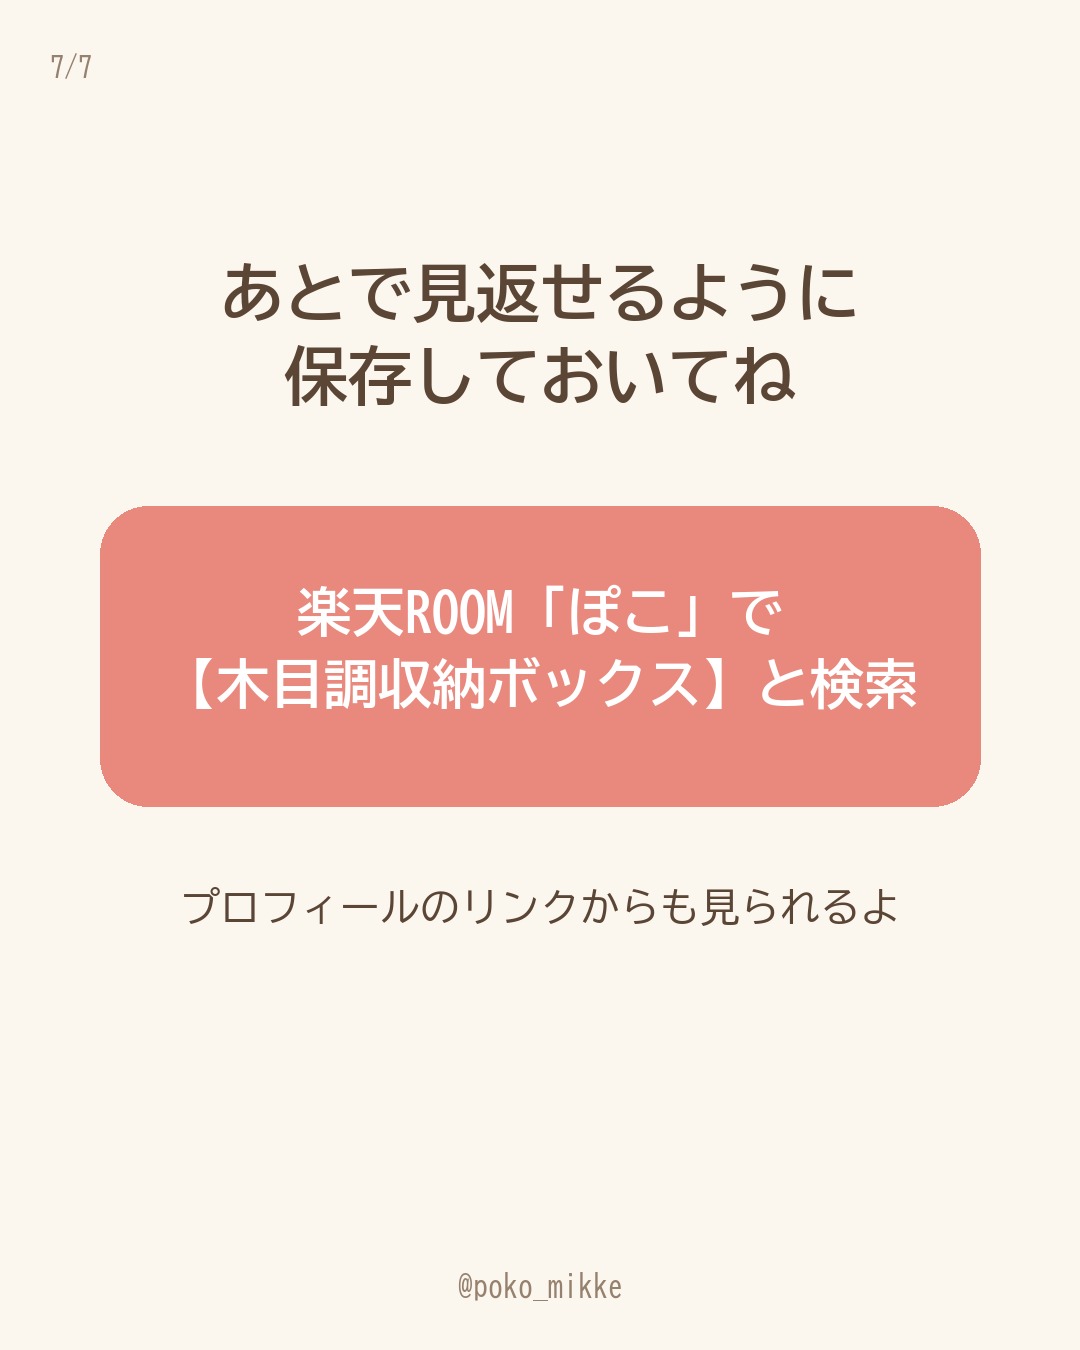 7/7
あとで見返せるように
保存しておいてね
楽天ROOM「ぽこ」で
【木目調収納ボックス】と検索
プロフィールのリンクからも見られるよ
@poko_mikke